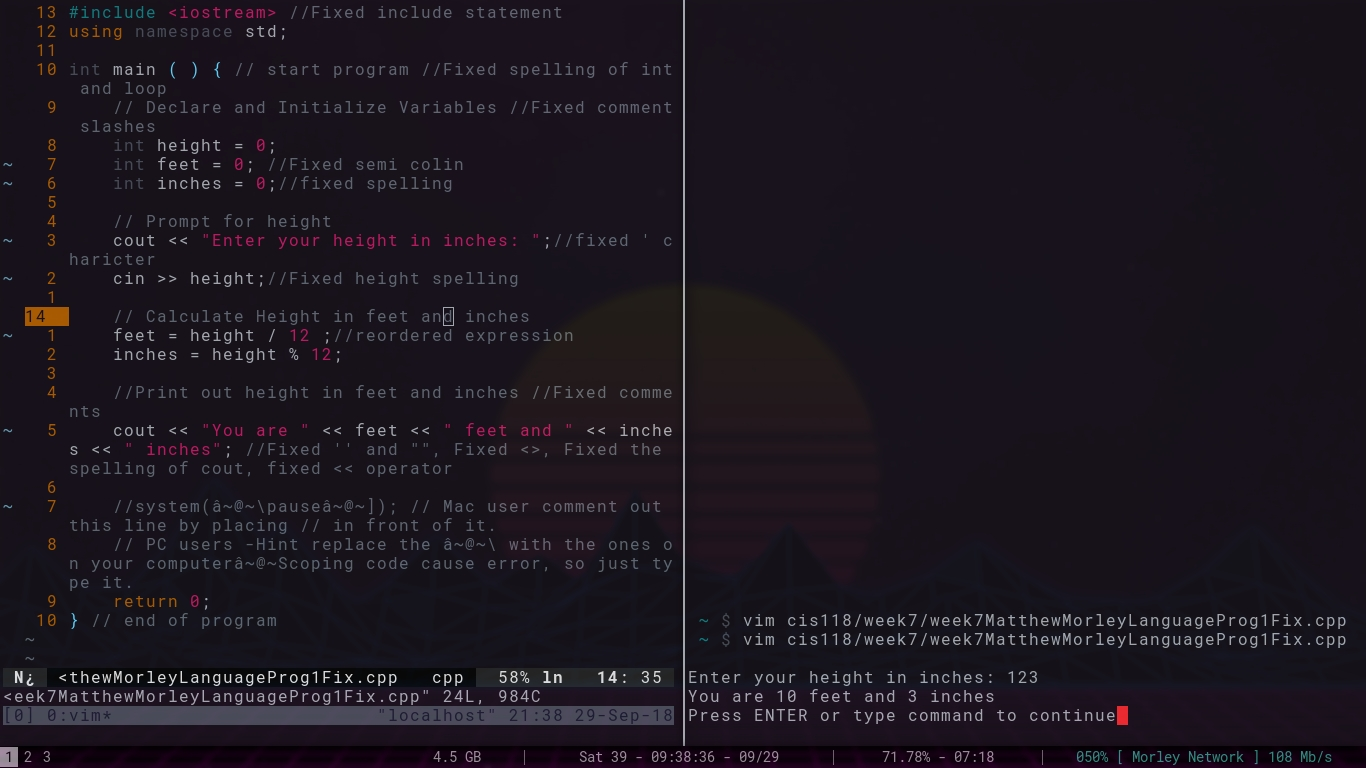 13 #include <iostream> //Fixed include statement
12 using namespace std;
11
10 int main ( ) { // start program //Fixed spelling of int
 and loop
9     // Declare and Initialize Variables //Fixed comment
 slashes
8     int height = 0;
~ 7     int feet = 0; //Fixed semi colin
~ 6     int inches = 0;//fixed spelling
5
4     // Prompt for height
~ 3     cout << "Enter your height in inches: ";//fixed ' c
haricter
~ 2     cin >> height;//Fixed height spelling
1
14     // Calculate Height in feet and inches
~ 1     feet = height / 12 ;//reordered expression
2     inches = height % 12;
3
4     //Print out height in feet and inches //Fixed comme
nts
~ 5     cout << "You are " << feet << " feet and " << inche
s << " inches"; //Fixed '' and "", Fixed <>, Fixed the
spelling of cout, fixed << operator
6
~ 7     //system(â~@~\pauseâ~@~]); // Mac user comment out
this line by placing // in front of it.
8     // PC users -Hint replace the â~@~\ with the ones o
n your computerâ~@~Scoping code cause error, so just ty
pe it.
9     return 0;
10 } // end of program
~
~
N¿ <thewMorleyLanguageProg1Fix.cpp cpp 58% ln 14: 35
<eek7MatthewMorleyLanguageProg1Fix.cpp" 24L, 984C
[0] 0:vim* "localhost" 21:38 29-Sep-18
~ $ vim cis118/week7/week7MatthewMorleyLanguageProg1Fix.cpp
~ $ vim cis118/week7/week7MatthewMorleyLanguageProg1Fix.cpp
Enter your height in inches: 123
You are 10 feet and 3 inches
Press ENTER or type command to continue
1 2 3 4.5 GB | Sat 39 - 09:38:36 - 09/29 | 71.78% - 07:18 | 050% [ Morley Network ] 108 Mb/s